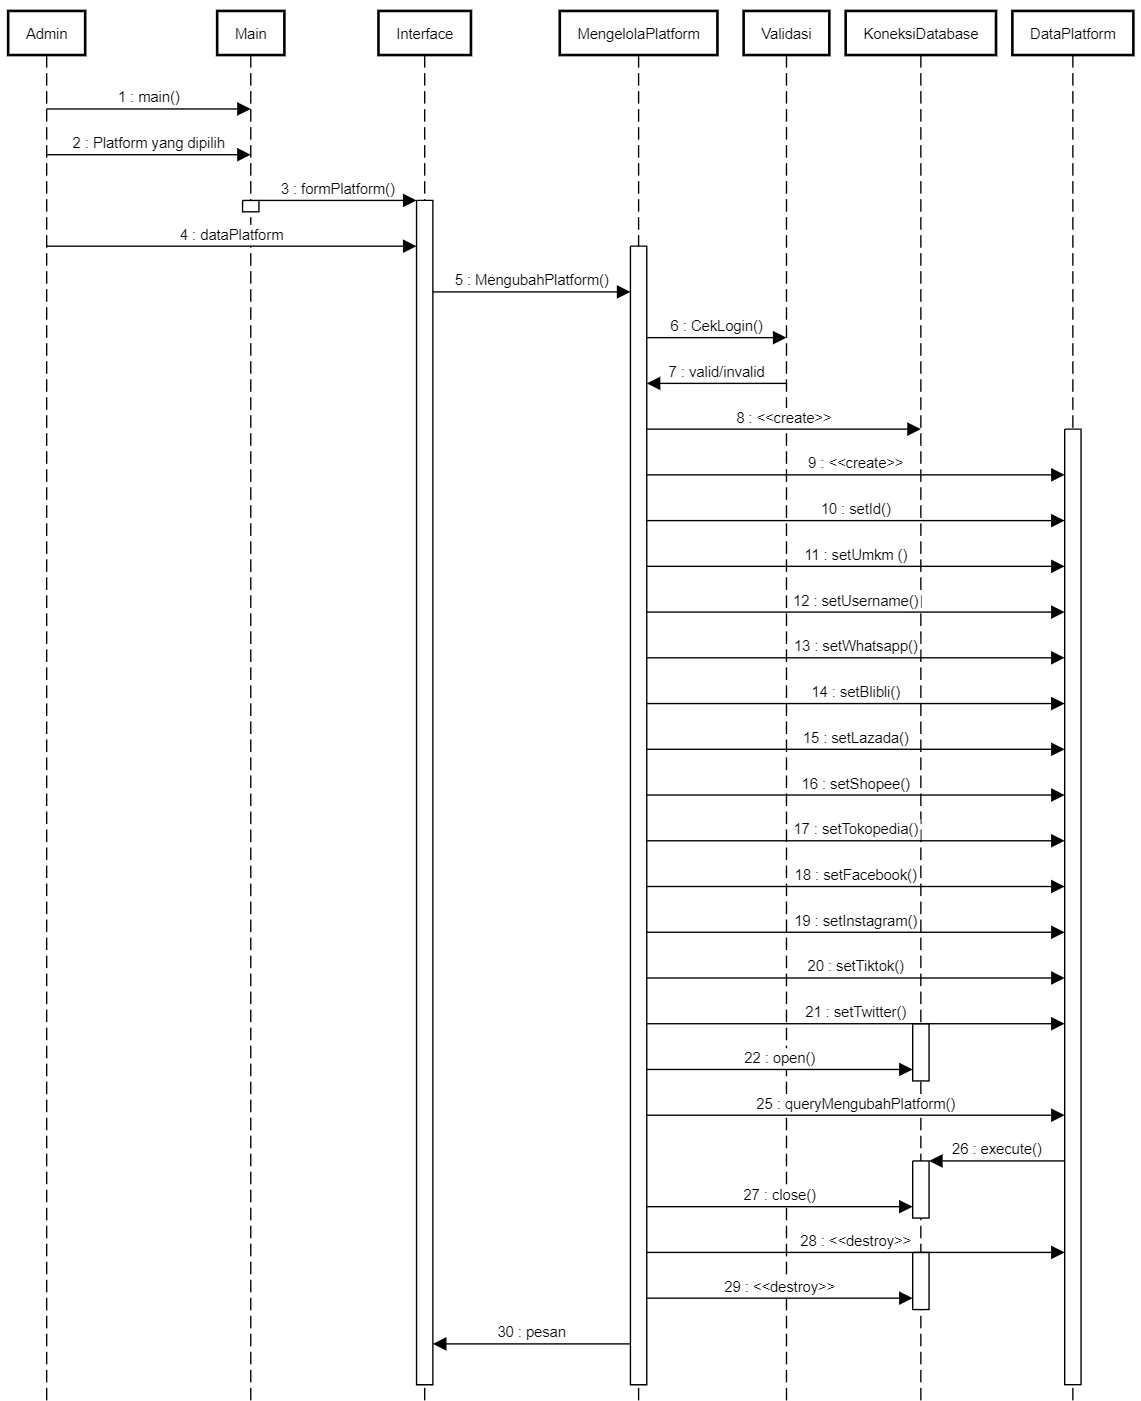 Admin
Main
Interface
MengelolaPlatform
Validasi
KoneksiDatabase
DataPlatform
1 : main()
2 : Platform yang dipilih
3 : formPlatform()
4 : dataPlatform
5 : MengubahPlatform()
6 : CekLogin()
7 : valid/invalid
8 : <<create>>
9 : <<create>>
10 : setId()
11 : setUmkm ()
12 : setUsername()
13 : setWhatsapp()
14 : setBlibli()
15 : setLazada()
16 : setShopee()
17 : setTokopedia()
18 : setFacebook()
19 : setInstagram()
20 : setTiktok()
21 : setTwitter()
22 : open()
25 : queryMengubahPlatform()
26 : execute()
27 : close()
28 : <<destroy>>
29 : <<destroy>>
30 : pesan